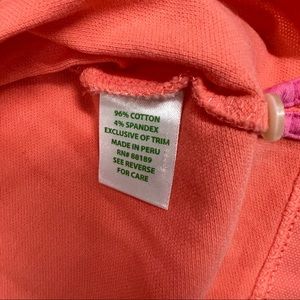 96% COTTON
4% SPANDEX
EXCLUSIVE OF TRIM
MADE IN PERU
RN# 88189
SEE REVERSE
FOR CARE